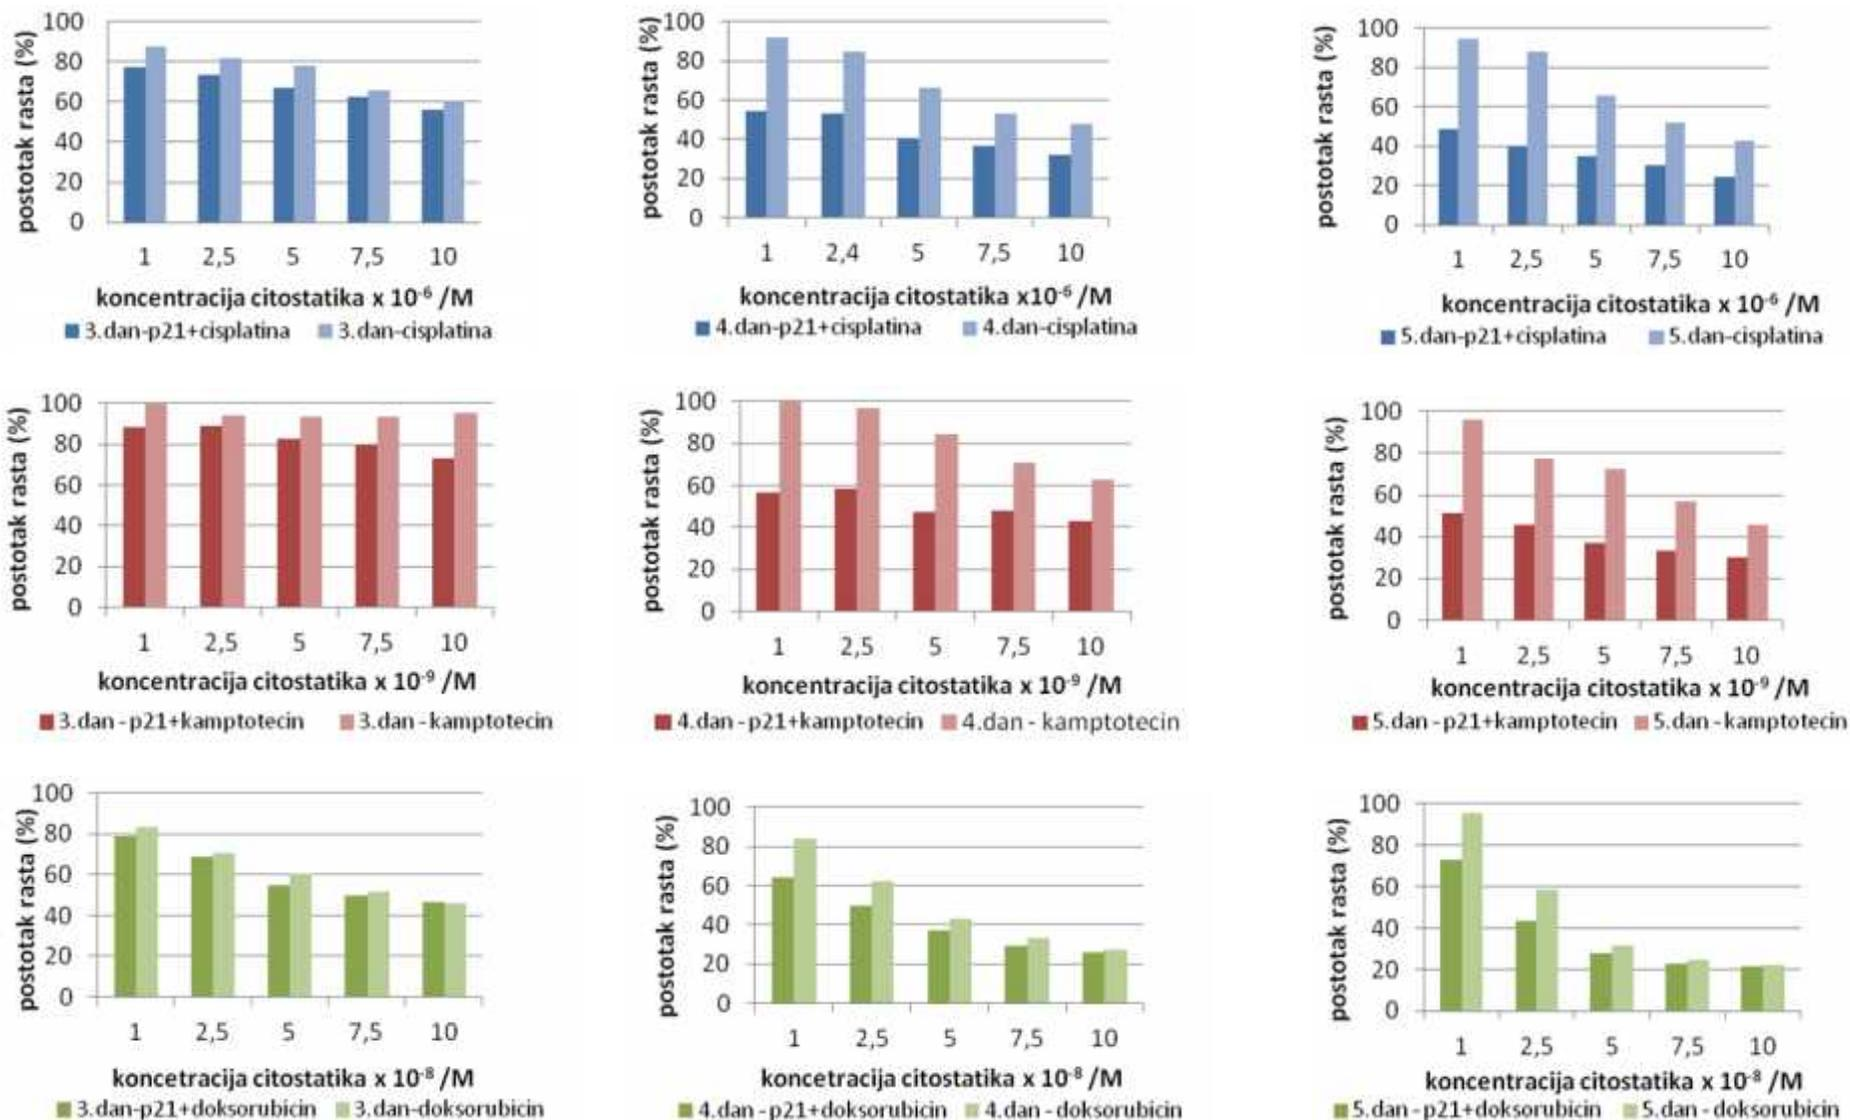 postotak rasta (%)
100
80
60
40
20
0
1 2,5 5 7,5 10
koncentracija citostatika x 10⁻⁶ /M
3.dan-p21+cisplatina 3.dan-cisplatina
postotak rasta (%)
100
80
60
40
20
0
1 2,4 5 7,5 10
koncentracija citostatika x10⁻⁶ /M
4.dan-p21+cisplatina 4.dan-cisplatina
postotak rasta (%)
100
80
60
40
20
0
1 2,5 5 7,5 10
koncentracija citostatika x 10⁻⁶ /M
5.dan-p21+cisplatina 5.dan-cisplatina
postotak rasta (%)
100
80
60
40
20
0
1 2,5 5 7,5 10
koncentracija citostatika x 10⁻⁹ /M
3.dan - p21+kamptotecin 3.dan - kamptotecin
postotak rasta (%)
100
80
60
40
20
0
1 2,5 5 7,5 10
koncentracija citostatika x 10⁻⁹ /M
4.dan - p21+kamptotecin 4.dan - kamptotecin
postotak rasta (%)
100
80
60
40
20
0
1 2,5 5 7,5 10
koncentracija citostatika x 10⁻⁹ /M
5.dan - p21+kamptotecin 5.dan - kamptotecin
postotak rasta (%)
100
80
60
40
20
0
1 2,5 5 7,5 10
koncetracija citostatika x 10⁻⁸ /M
3.dan-p21+doksorubicin 3.dan-doksorubicin
postotak rasta (%)
100
80
60
40
20
0
1 2,5 5 7,5 10
koncetracija citostatika x 10⁻⁸ /M
4.dan - p21+doksorubicin 4.dan - doksorubicin
postotak rasta (%)
100
80
60
40
20
0
1 2,5 5 7,5 10
koncentracija citostatika x 10⁻⁸ /M
5.dan - p21+doksorubicin 5.dan - doksorubicin